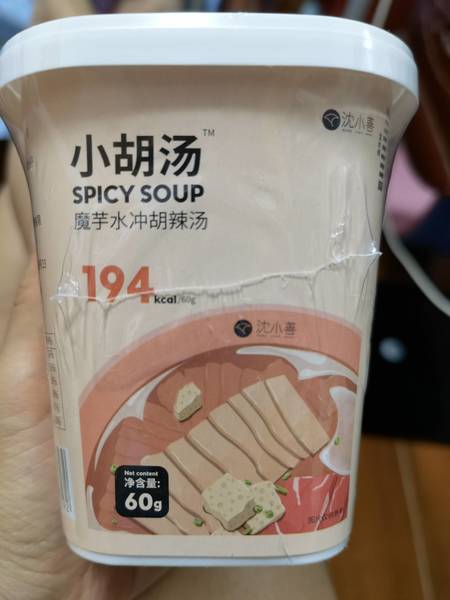 沈小善
小胡汤™
SPICY SOUP
魔芋水冲胡辣汤
194 kcal/60g
沈小善
Net content
净含量:
60g